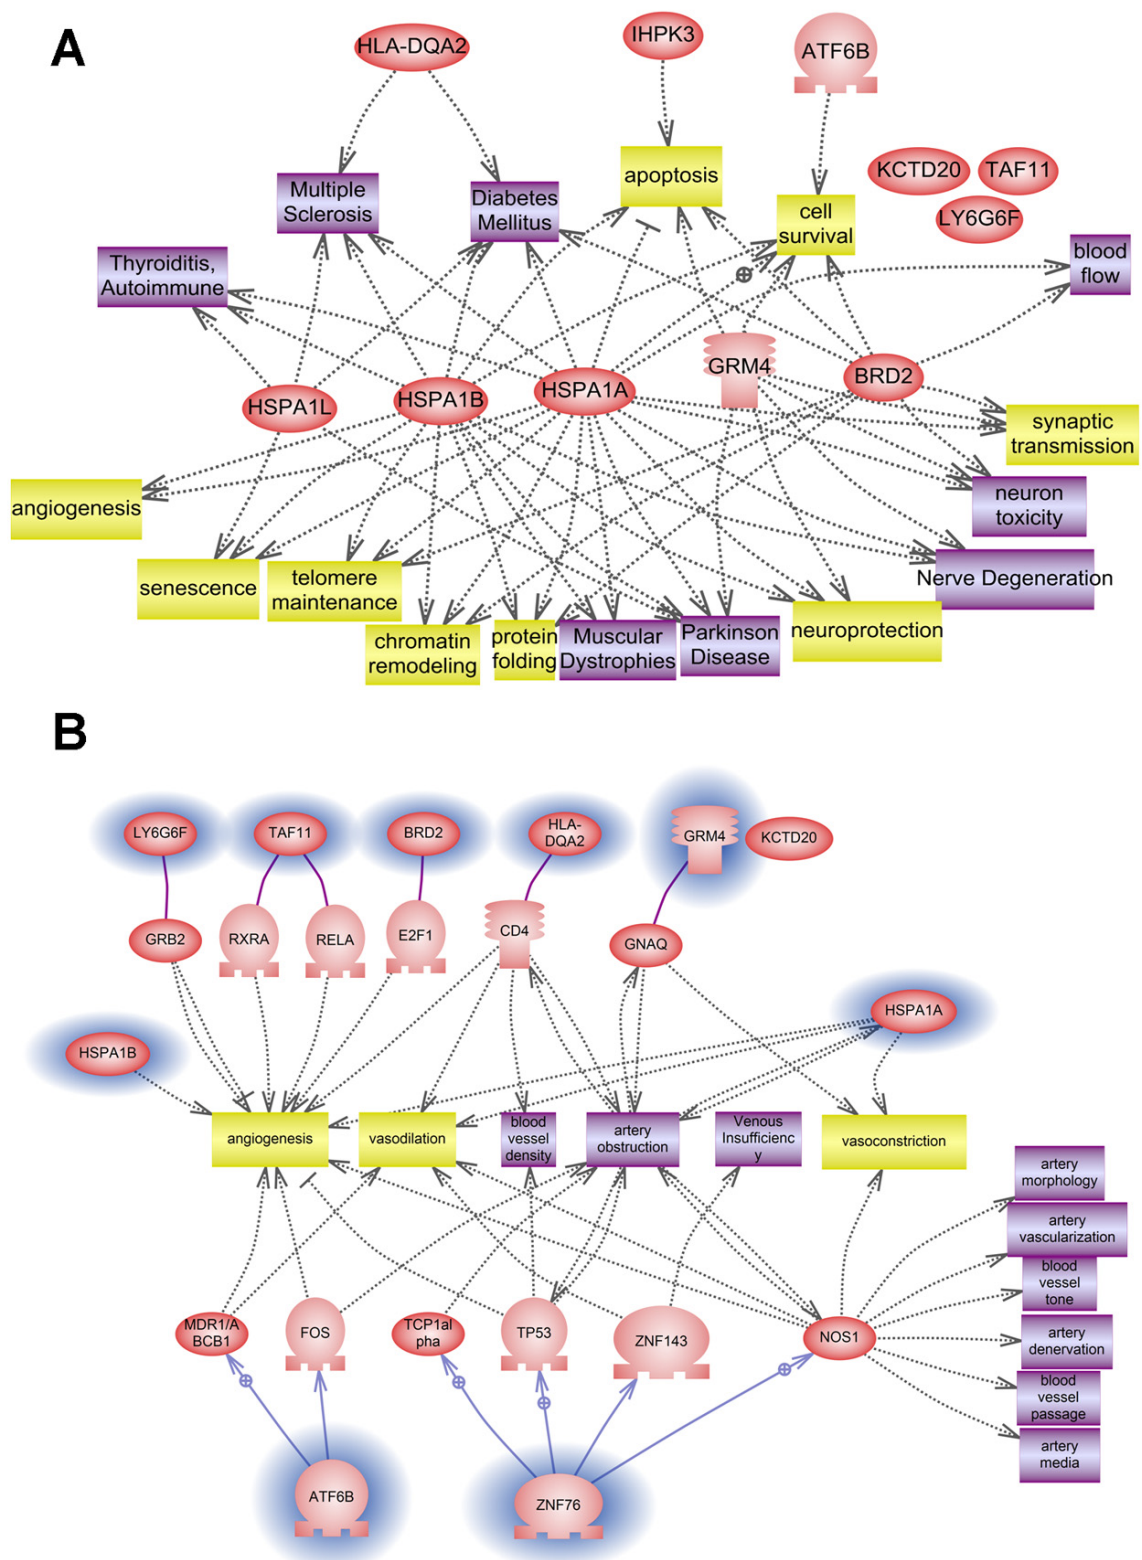 A
HLA-DQA2
IHPK3
ATF6B
KCTD20
TAF11
LY6G6F
Multiple
Sclerosis
Diabetes
Mellitus
apoptosis
cell
survival
blood
flow
Thyroiditis,
Autoimmune
HSPA1L
HSPA1B
HSPA1A
GRM4
BRD2
synaptic
transmission
angiogenesis
neuron
toxicity
senescence
telomere
maintenance
Nerve Degeneration
chromatin
remodeling
protein
folding
Muscular
Dystrophies
Parkinson
Disease
neuroprotection
B
LY6G6F
TAF11
BRD2
HLA-
DQA2
GRM4
KCTD20
GRB2
RXRA
RELA
E2F1
CD4
GNAQ
HSPA1A
HSPA1B
angiogenesis
vasodilation
blood
vessel
density
artery
obstruction
Venous
Insufficienc
y
vasoconstriction
artery
morphology
artery
vascularization
blood
vessel
tone
artery
denervation
blood
vessel
passage
artery
media
MDR1/A
BCB1
FOS
TCP1al
pha
TP53
ZNF143
NOS1
ATF6B
ZNF76